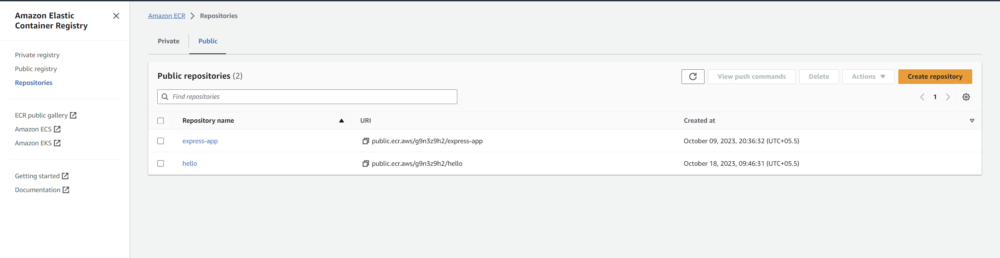 Amazon Elastic
Container Registry
Private registry
Public registry
Repositories
ECR public gallery
Amazon ECS
Amazon EKS
Getting started
Documentation
Amazon ECR > Repositories
Private Public
Public repositories (2)
View push commands Delete Actions Create repository
Find repositories
1
Repository name URI Created at
express-app public.ecr.aws/g9n3z9h2/express-app October 09, 2023, 20:36:32 (UTC+05.5)
hello public.ecr.aws/g9n3z9h2/hello October 18, 2023, 09:46:31 (UTC+05.5)